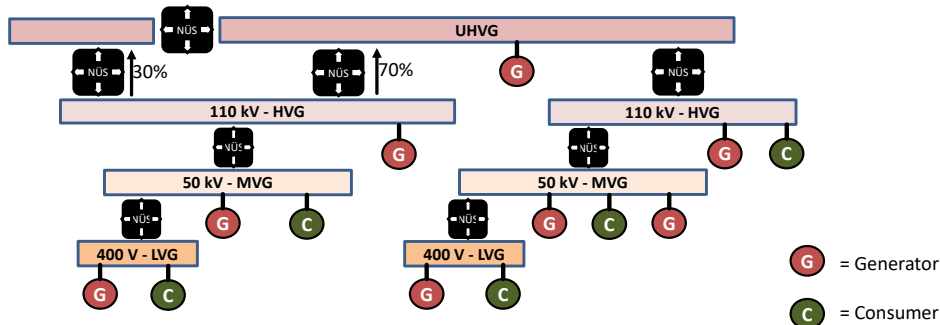 NÜS
UHVG
NÜS
30%
NÜS
70%
G
NÜS
110 kV - HVG
110 kV - HVG
NÜS
G
NÜS
G
C
50 kV - MVG
50 kV - MVG
NÜS
G
C
NÜS
G
C
G
400 V - LVG
400 V - LVG
G
= Generator
G
C
G
C
C
= Consumer